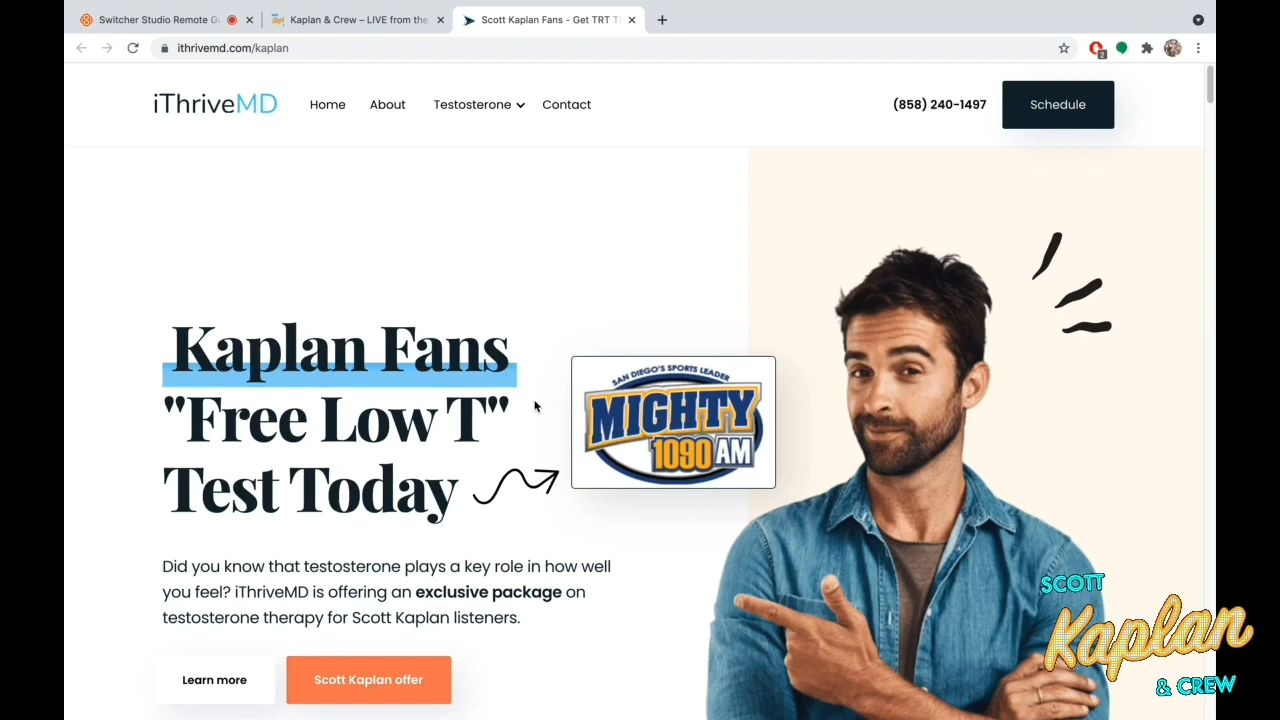 Switcher Studio Remote G
Kaplan & Crew – LIVE from the
Scott Kaplan Fans - Get TRT T
ithrivemd.com/kaplan
2
iThriveMD
Home
About
Testosterone
Contact
(858) 240-1497
Schedule
Kaplan Fans
"Free Low T"
Test Today
SAN DIEGO'S SPORTS LEADER
MIGHTY
1090 AM
Did you know that testosterone plays a key role in how well
you feel? iThriveMD is offering an exclusive package on
testosterone therapy for Scott Kaplan listeners.
Learn more
Scott Kaplan offer
SCOTT
Kaplan
& CREW